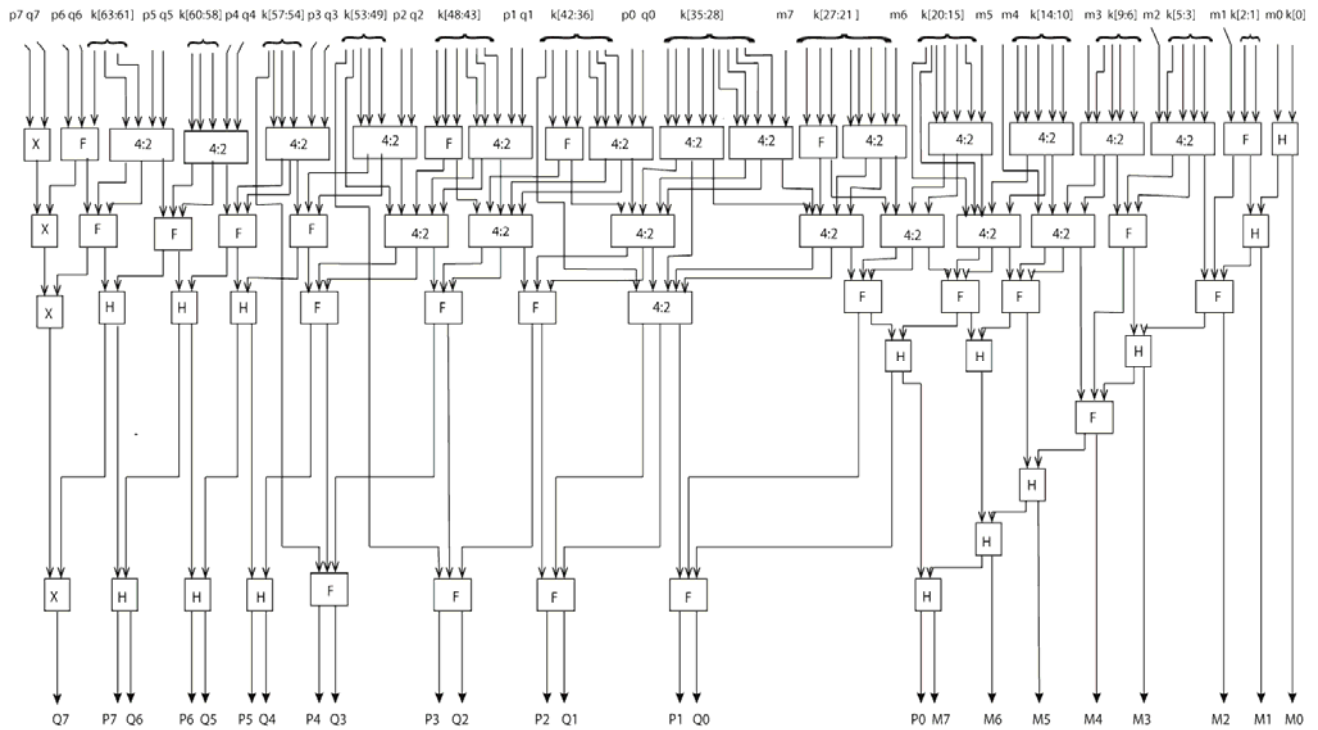 p7 q7 p6 q6 k[63:61] p5 q5 k[60:58] p4 q4 k[57:54] p3 q3 k[53:49] p2 q2 k[48:43] p1 q1 k[42:36] p0 q0 k[35:28] m7 k[27:21 ] m6 k[20:15] m5 m4 k[14:10] m3 k[9:6] m2 k[5:3] m1 k[2:1] m0 k[0]
X F 4:2 4:2 4:2 4:2 F 4:2 F 4:2 4:2 4:2 F 4:2 4:2 4:2 4:2 4:2 F H
X F F F F 4:2 4:2 4:2 4:2 4:2 4:2 4:2 F H
X H H H F F F 4:2 F F F F
H H H
F
H
H
X H H H F F F F H
Q7 P7 Q6 P6 Q5 P5 Q4 P4 Q3 P3 Q2 P2 Q1 P1 Q0 P0 M7 M6 M5 M4 M3 M2 M1 M0